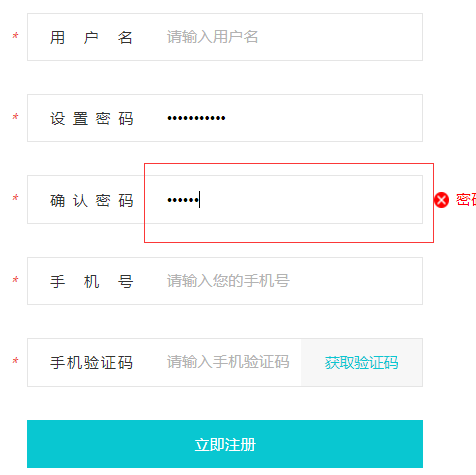 * 用户名 请输入用户名
* 设置密码 •••••••••••
* 确认密码 •••••• 密
* 手机号 请输入您的手机号
* 手机验证码 请输入手机验证码 获取验证码
立即注册